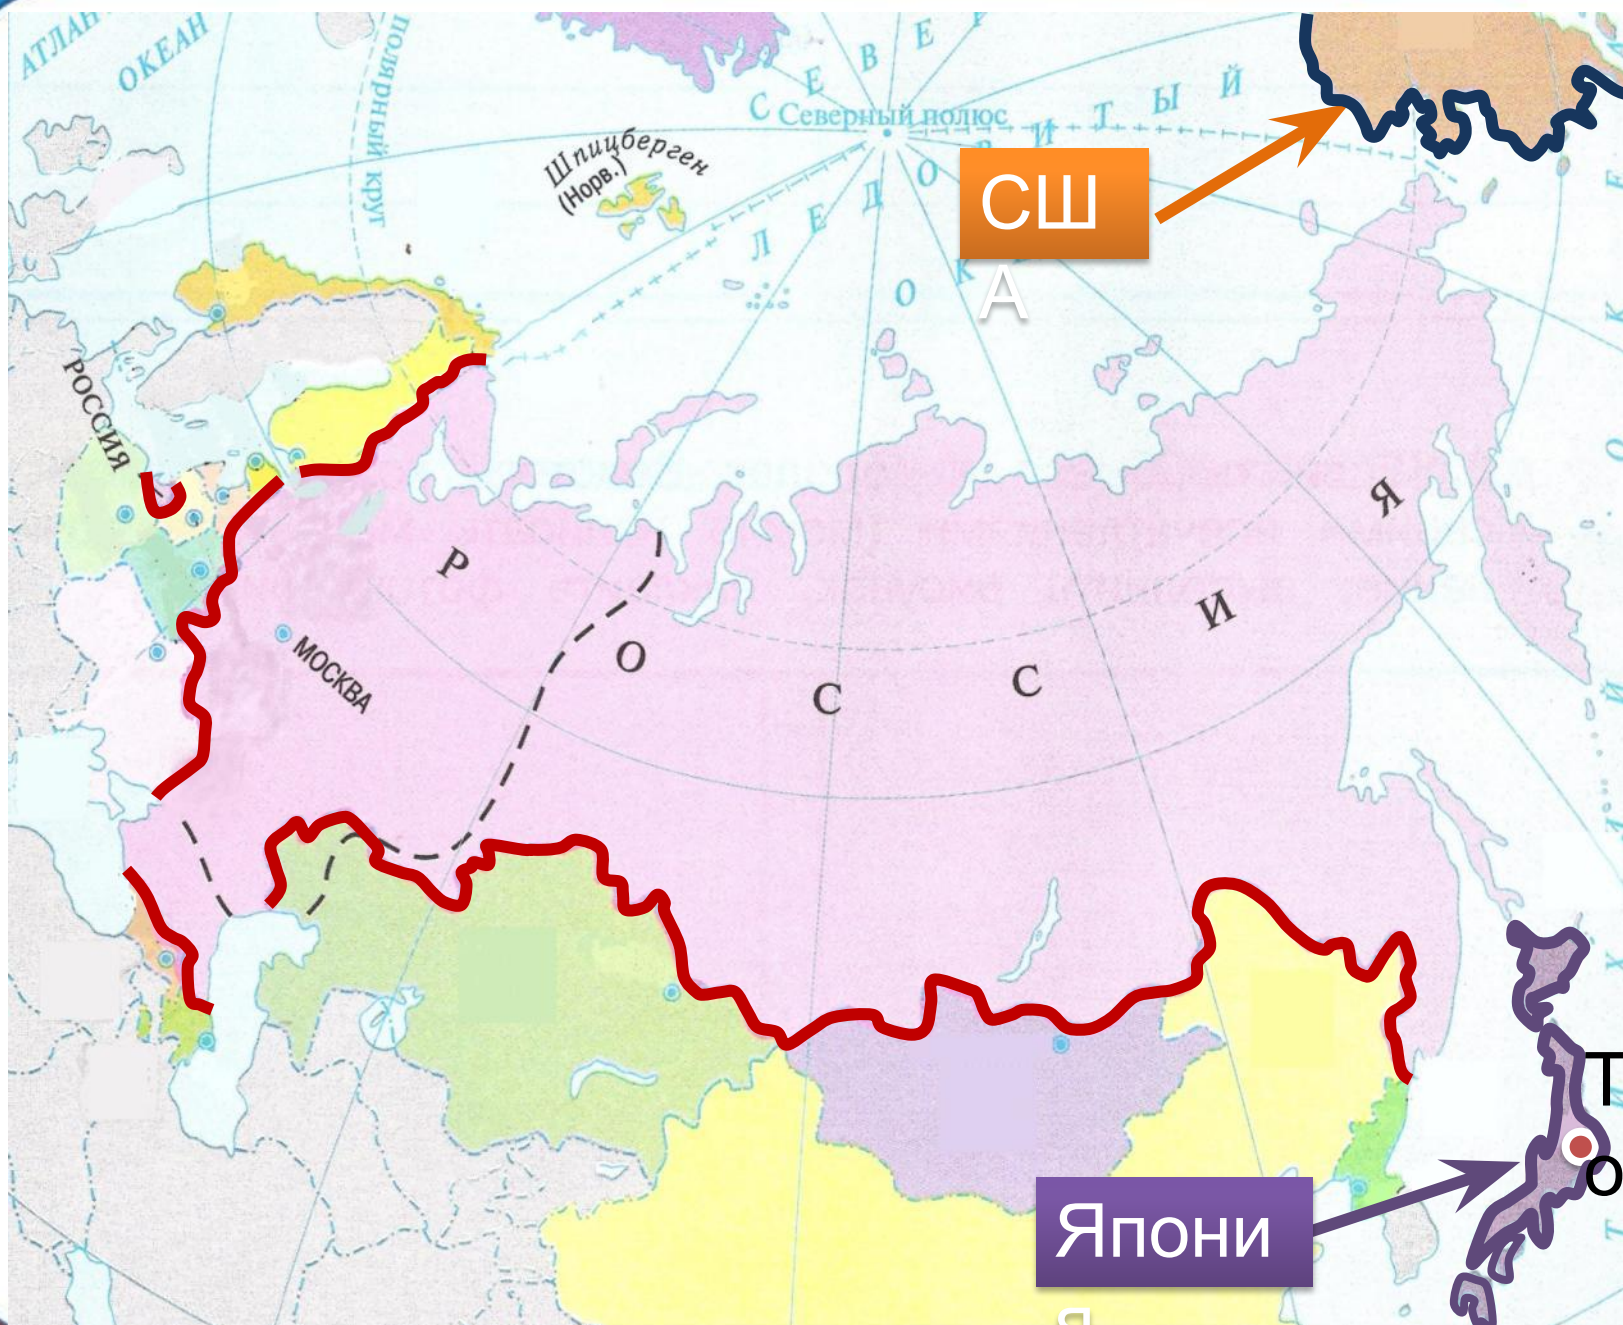 АТЛАН
ОКЕАН
полярный круг
С Е В Е Р
Северный полюс
Шпицберген
(Норв.)
СШ
А
РОССИЯ
Р О С С И Я
МОСКВА
Япони
я
Т
о